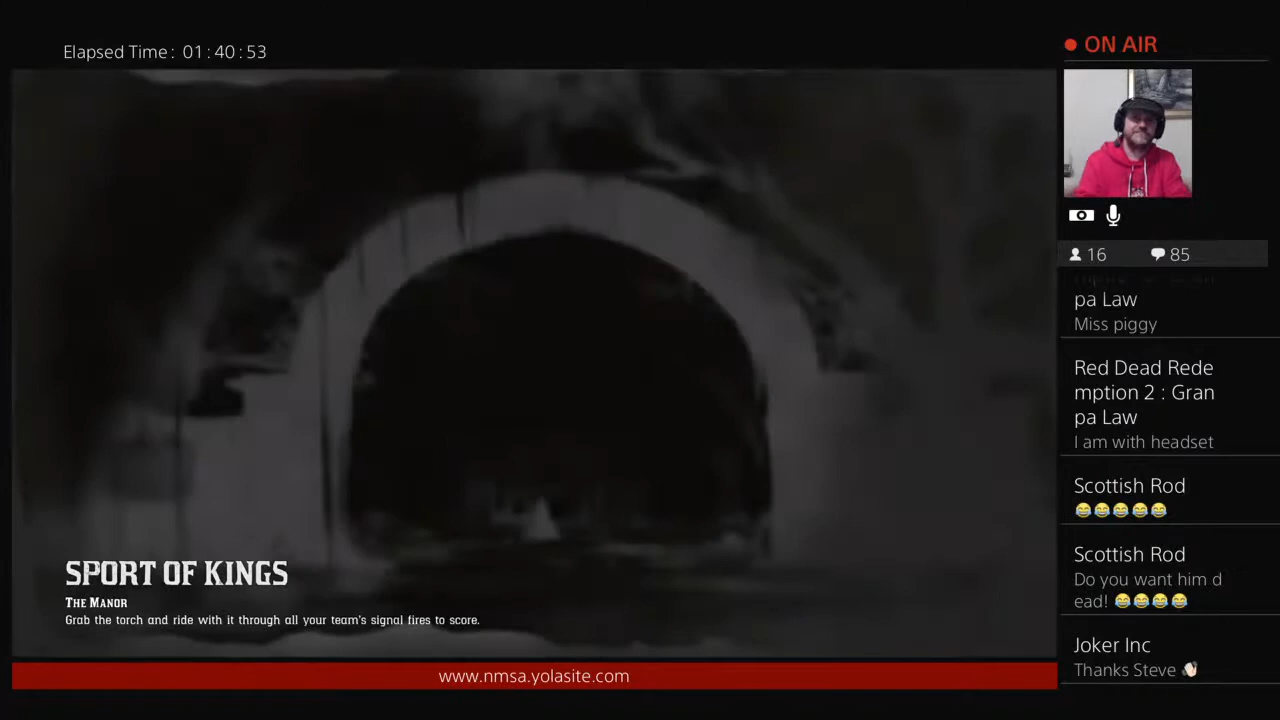 Elapsed Time: 01:40:53
ON AIR
16
85
pa Law
Miss piggy
Red Dead Rede
mption 2 : Gran
pa Law
I am with headset
Scottish Rod
😂😂😂😂😂
Scottish Rod
Do you want him d
ead! 😂😂😂😂
Joker Inc
Thanks Steve 👋🏻
SPORT OF KINGS
THE MANOR
Grab the torch and ride with it through all your team's signal fires to score.
www.nmsa.yolasite.com